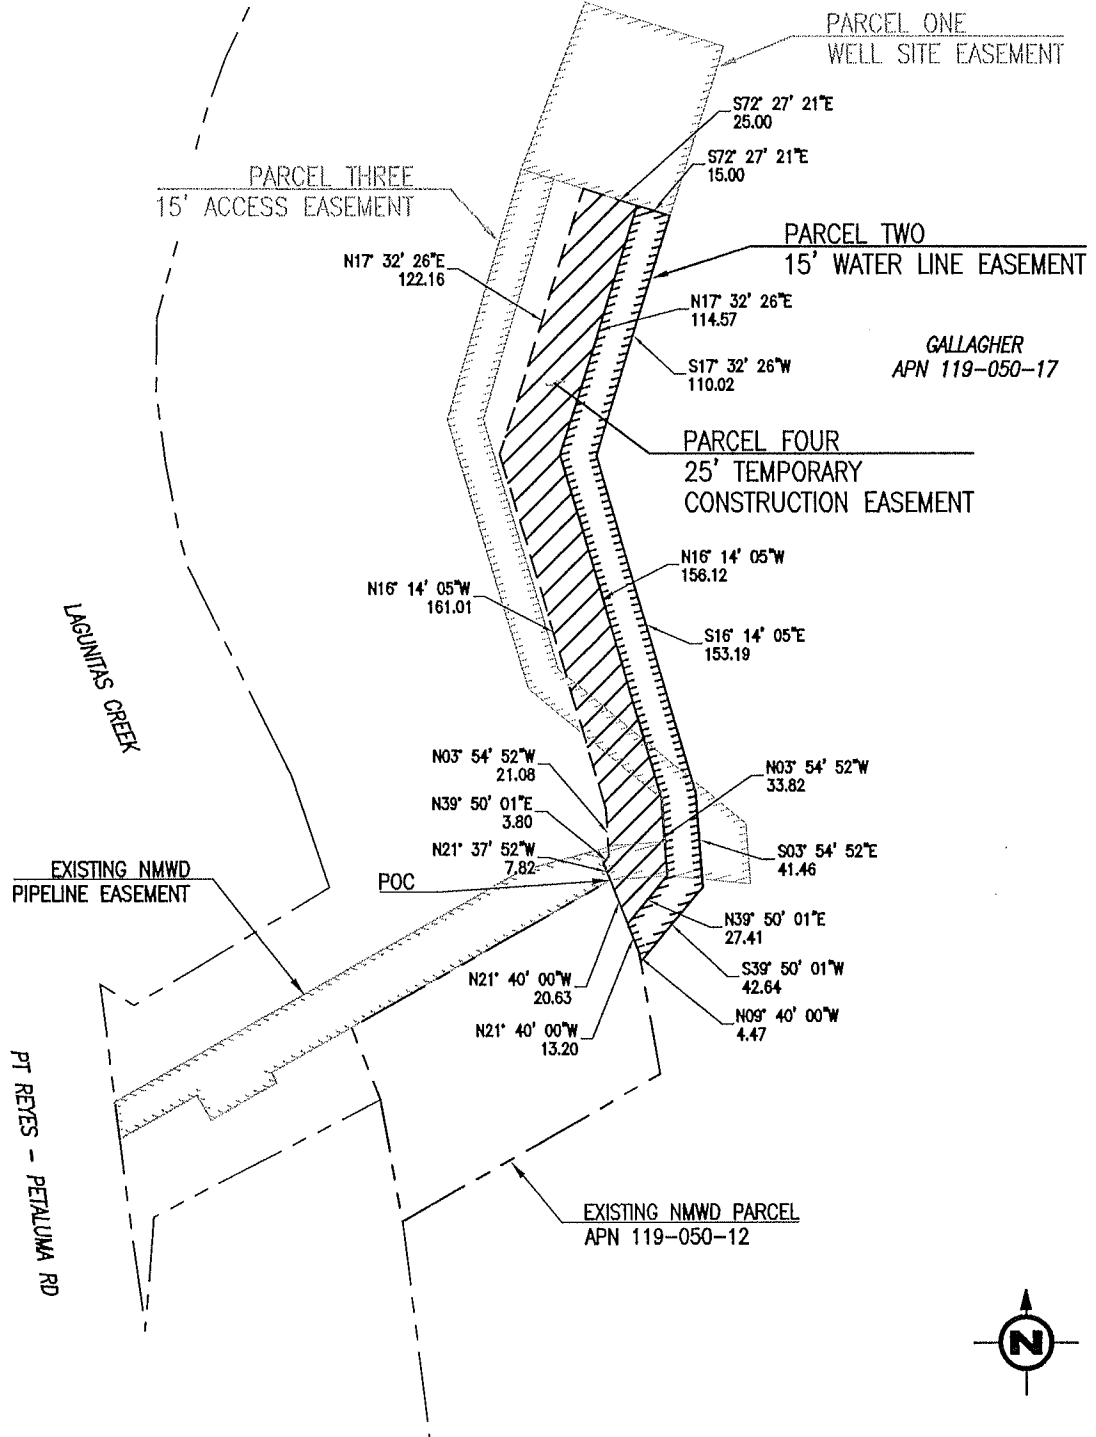 PARCEL ONE
WELL SITE EASEMENT
S72° 27' 21"E
25.00
S72° 27' 21"E
15.00
PARCEL THREE
15' ACCESS EASEMENT
PARCEL TWO
15' WATER LINE EASEMENT
N17° 32' 26"E
122.16
N17° 32' 26"E
114.57
GALLAGHER
APN 119-050-17
S17° 32' 26"W
110.02
PARCEL FOUR
25' TEMPORARY
CONSTRUCTION EASEMENT
N16° 14' 05"W
156.12
N16° 14' 05"W
161.01
S16° 14' 05"E
153.19
LAGUNITAS CREEK
N03° 54' 52"W
21.08
N03° 54' 52"W
33.82
N39° 50' 01"E
3.80
N21° 37' 52"W
7.82
S03° 54' 52"E
41.46
EXISTING NMWD
PIPELINE EASEMENT
POC
N39° 50' 01"E
27.41
S39° 50' 01"W
42.64
N21° 40' 00"W
20.63
N09° 40' 00"W
4.47
N21° 40' 00"W
13.20
PT REYES - PETALUMA RD
EXISTING NMWD PARCEL
APN 119-050-12
N